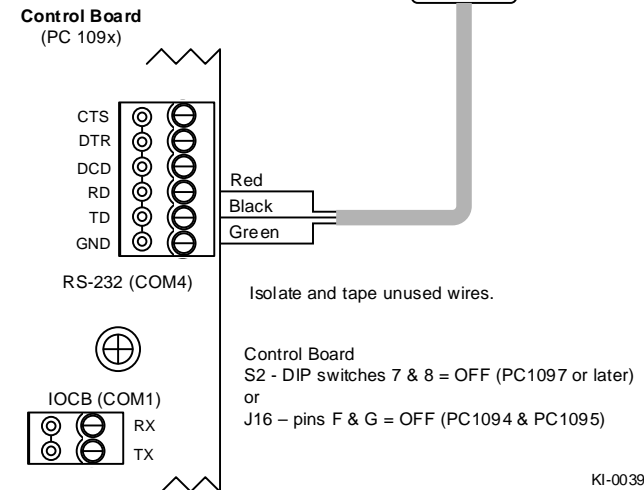 Control Board
(PC 109x)
CTS
DTR
DCD
RD
TD
GND
Red
Black
Green
RS-232 (COM4)
Isolate and tape unused wires.
Control Board
S2 - DIP switches 7 & 8 = OFF (PC1097 or later)
or
J16 – pins F & G = OFF (PC1094 & PC1095)
IOCB (COM1)
RX
TX
KI-0039